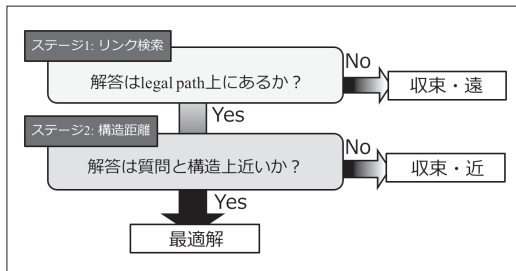 ステージ1: リンク検索
解答はlegal path上にあるか？
No
収束・遠
Yes
ステージ2: 構造距離
解答は質問と構造上近いか？
No
収束・近
Yes
最適解